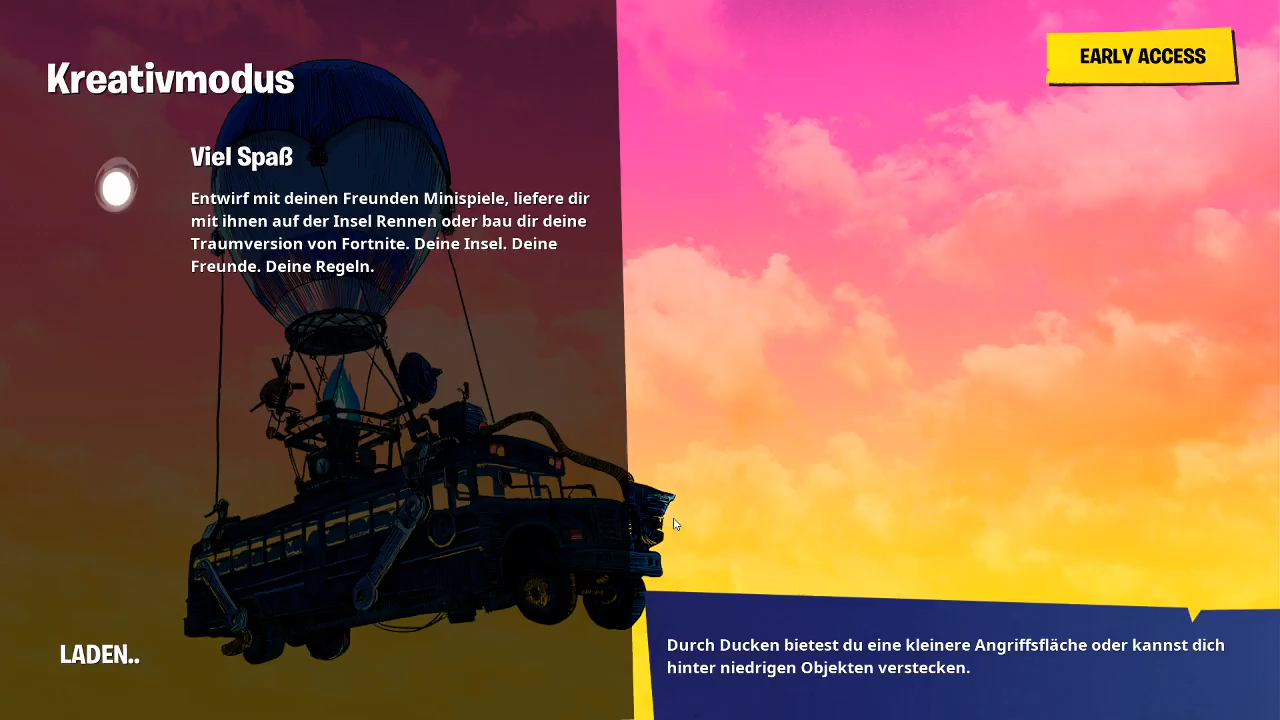 Kreativmodus
EARLY ACCESS
Viel Spaß
Entwirf mit deinen Freunden Minispiele, liefere dir
mit ihnen auf der Insel Rennen oder bau dir deine
Traumversion von Fortnite. Deine Insel. Deine
Freunde. Deine Regeln.
LADEN..
Durch Ducken bietest du eine kleinere Angriffsfläche oder kannst dich
hinter niedrigen Objekten verstecken.